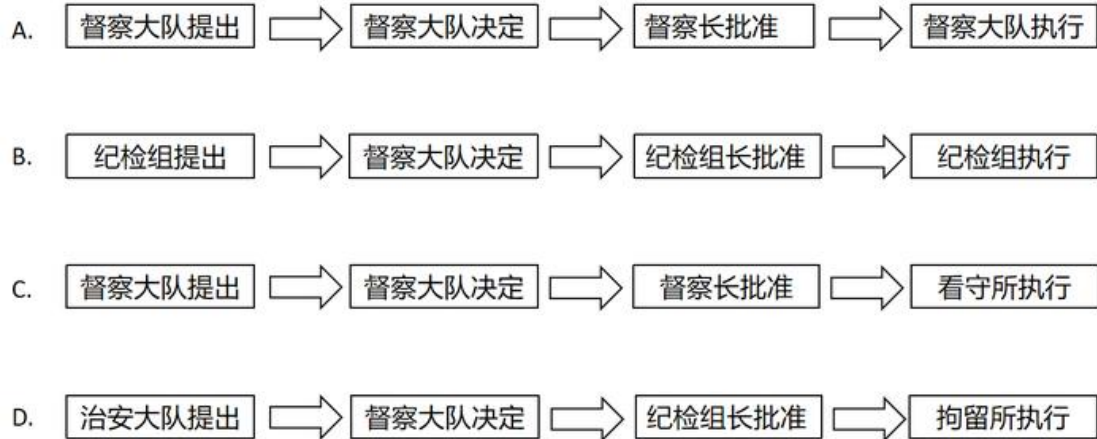 A. 督察大队提出 督察大队决定 督察长批准 督察大队执行
B. 纪检组提出 督察大队决定 纪检组长批准 纪检组执行
C. 督察大队提出 督察大队决定 督察长批准 看守所执行
D. 治安大队提出 督察大队决定 纪检组长批准 拘留所执行